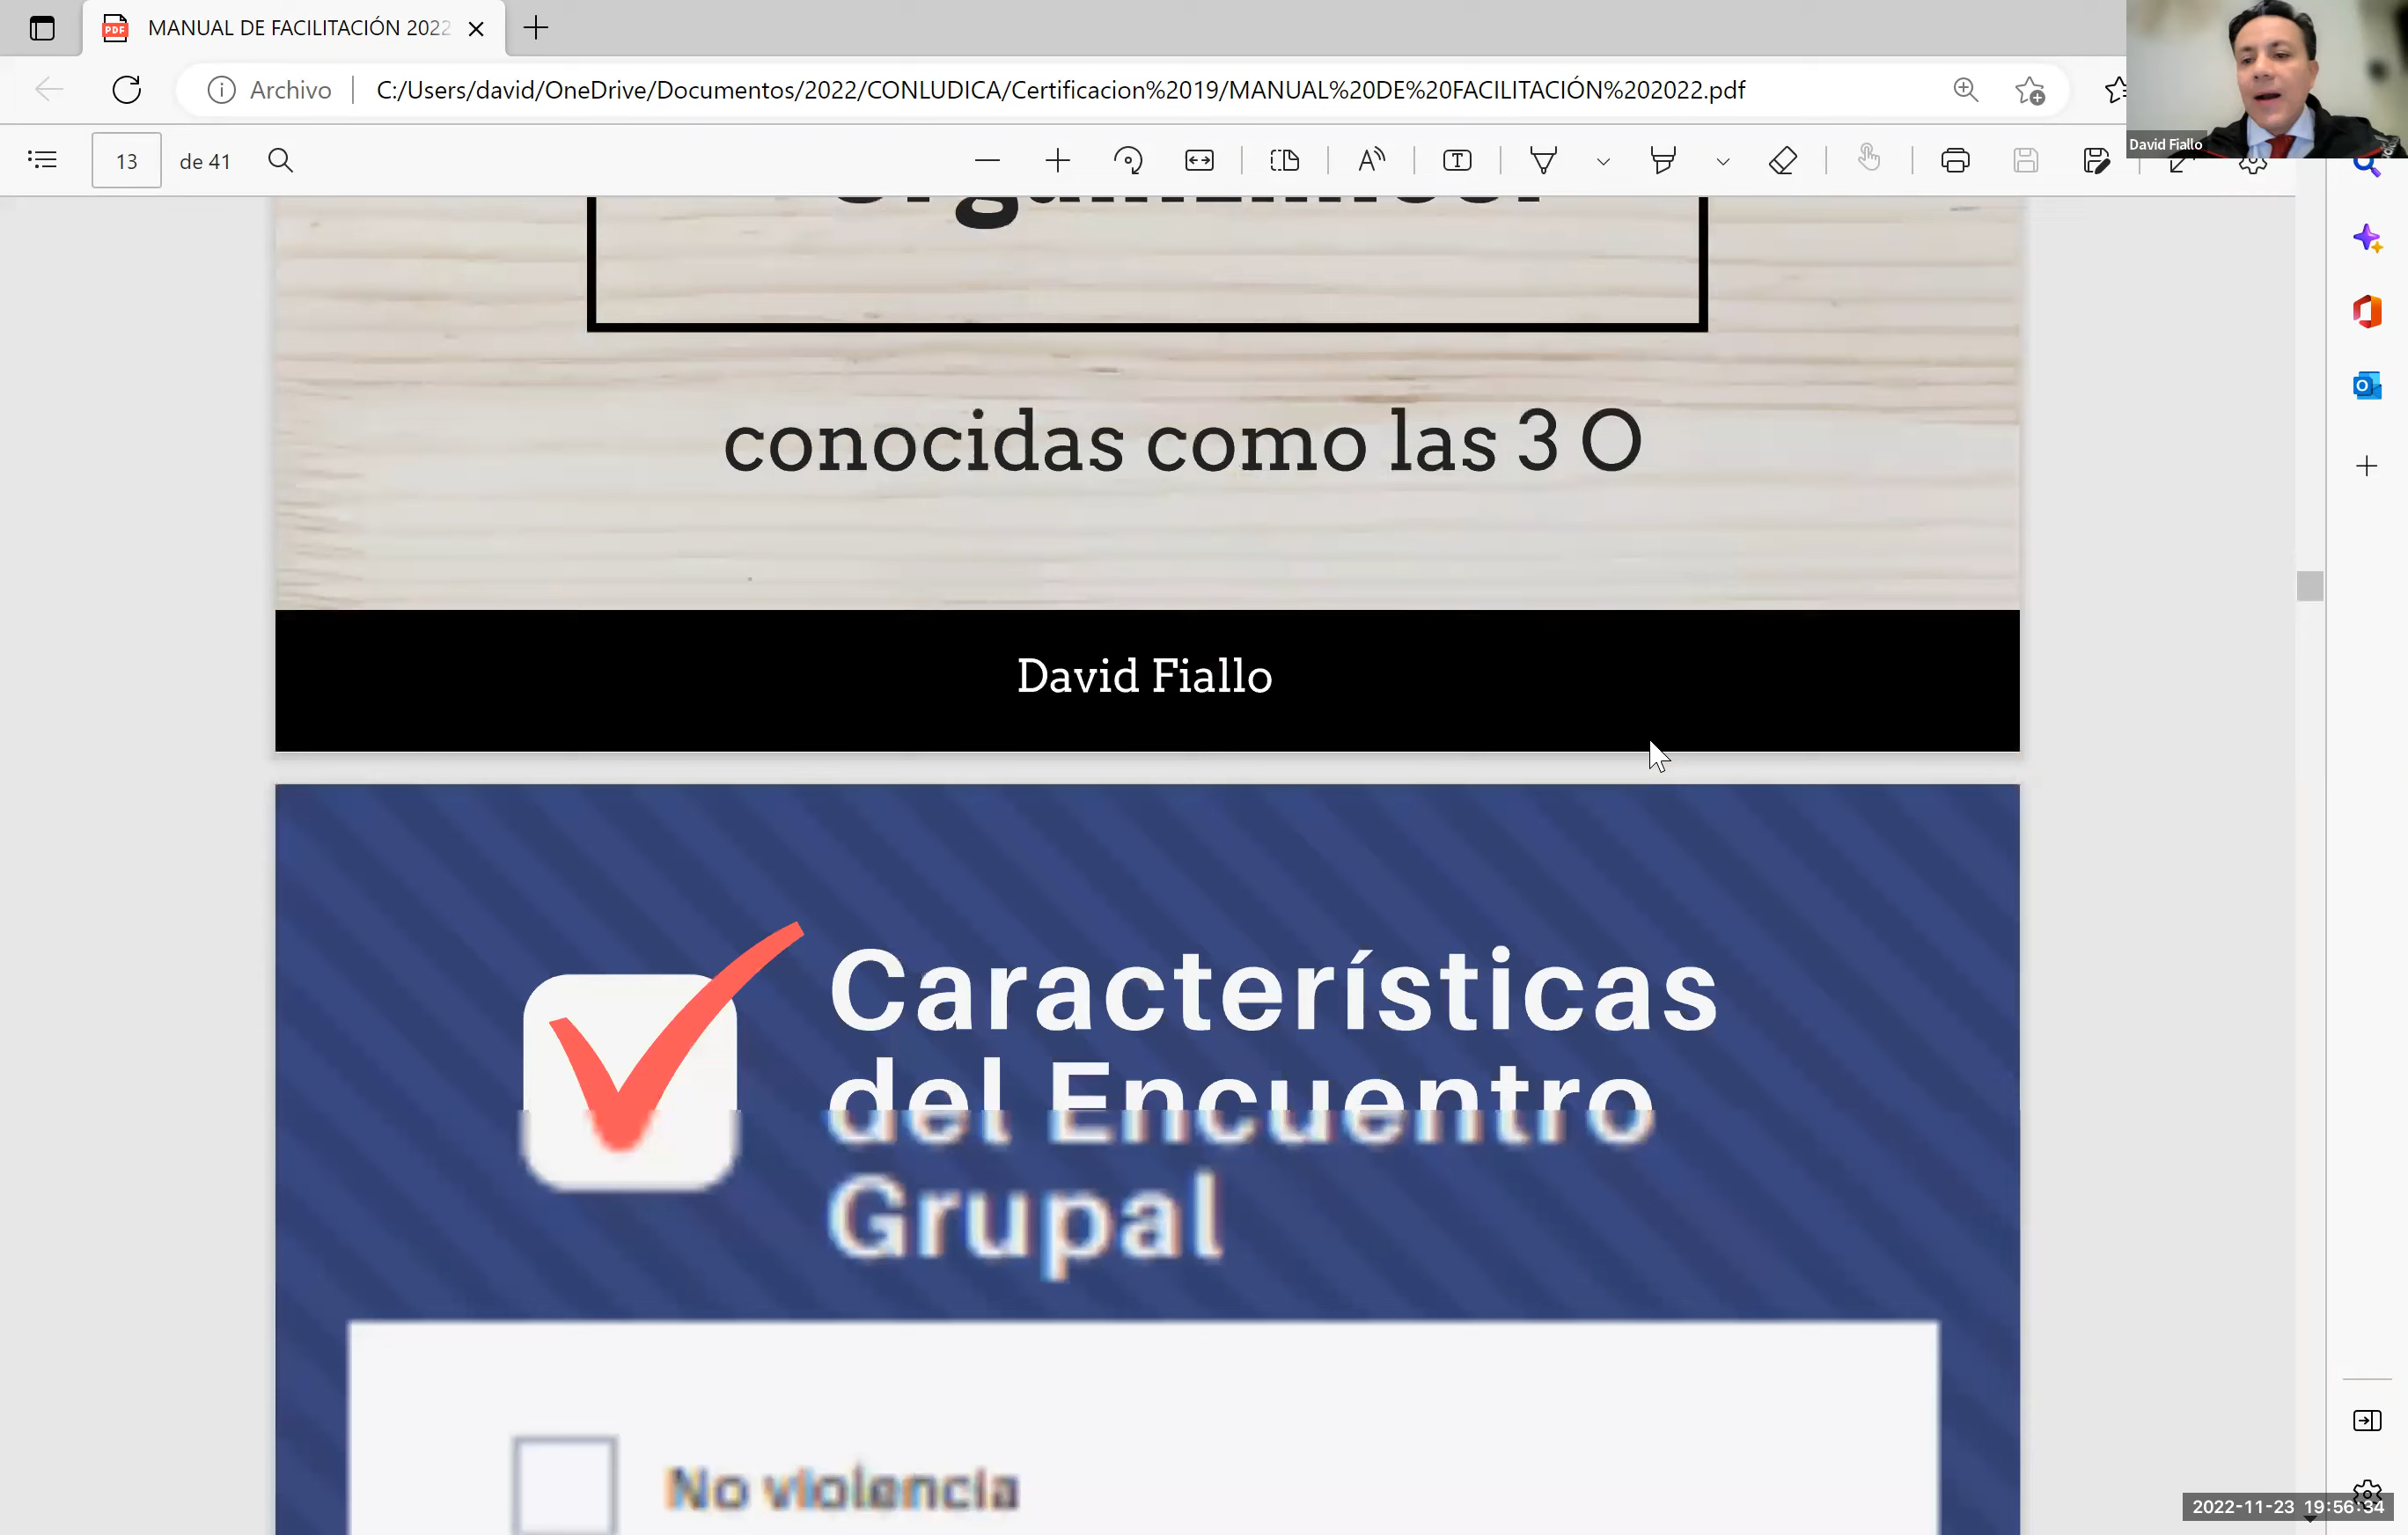 MANUAL DE FACILITACIÓN 2022
Archivo
C:/Users/david/OneDrive/Documentos/2022/CONLUDICA/Certificacion%2019/MANUAL%20DE%20FACILITACIÓN%202022.pdf
David Fiallo
13 de 41
conocidas como las 3 O
David Fiallo
Características
del Encuentro
Grupal
No violencia
2022-11-23 19:56:34